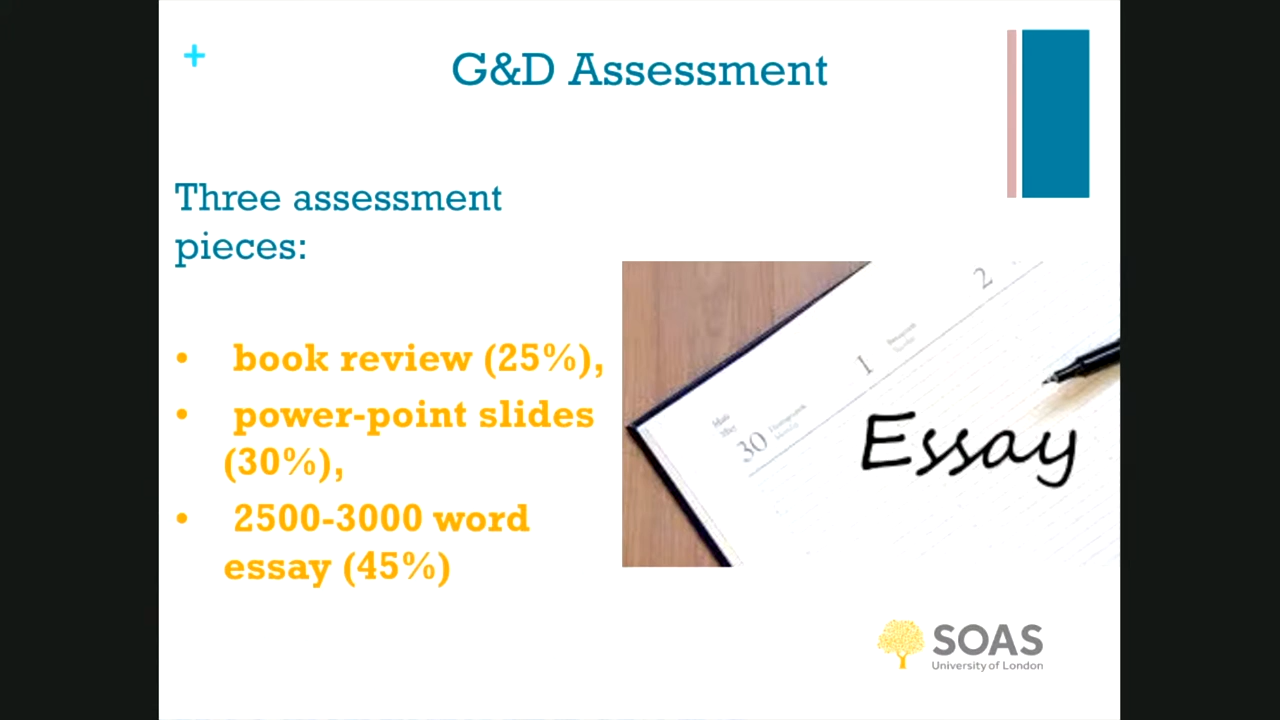 +
G&D Assessment
Three assessment
pieces:
• book review (25%),
• power-point slides
(30%),
• 2500-3000 word
essay (45%)
2
1
30
Essay
SOAS
University of London